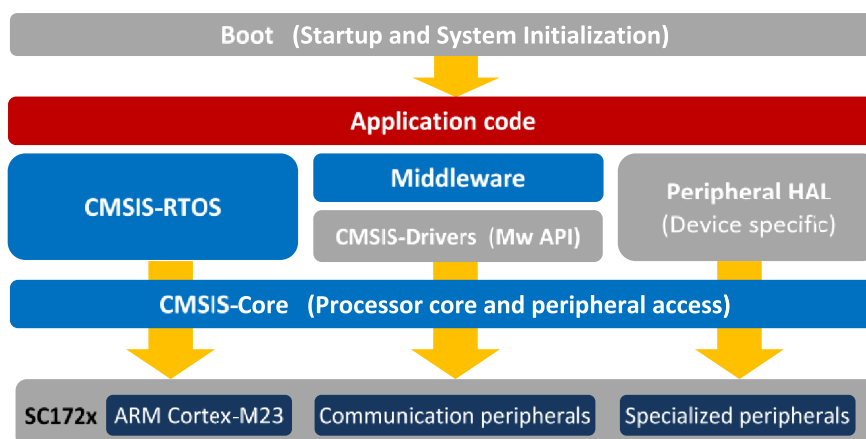 Boot (Startup and System Initialization)
Application code
CMSIS-RTOS
Middleware
CMSIS-Drivers (Mw API)
Peripheral HAL
(Device specific)
CMSIS-Core (Processor core and peripheral access)
SC172x ARM Cortex-M23 Communication peripherals Specialized peripherals